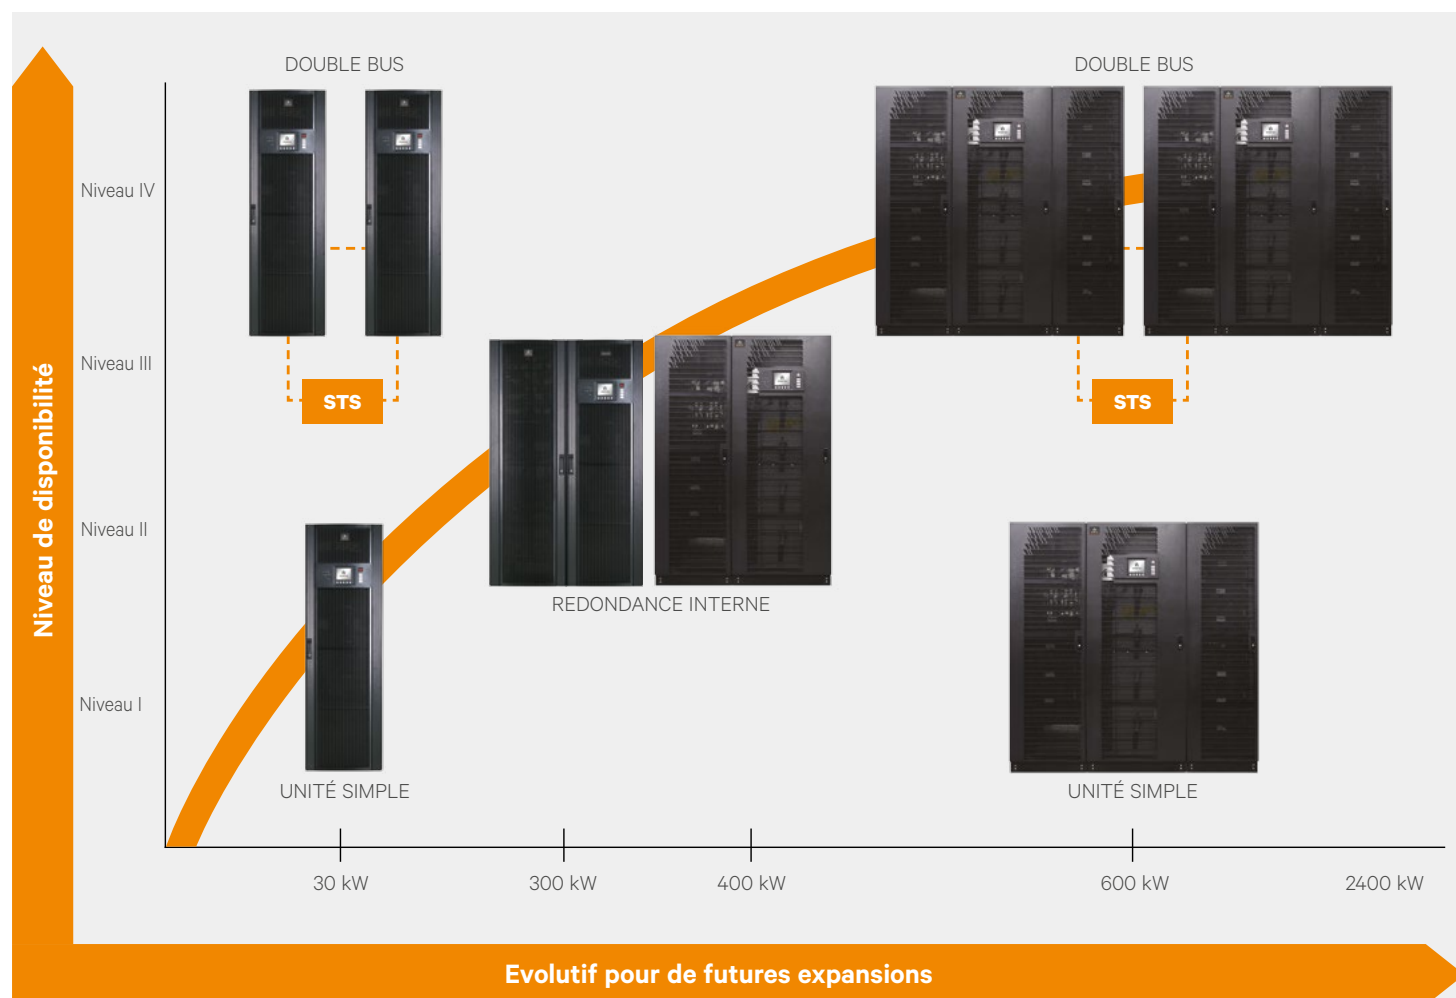 DOUBLE BUS
DOUBLE BUS
Niveau IV
Niveau III
STS
STS
Niveau de disponibilité
Niveau II
REDONDANCE INTERNE
Niveau I
UNITÉ SIMPLE
UNITÉ SIMPLE
30 kW
300 kW
400 kW
600 kW
2400 kW
Evolutif pour de futures expansions